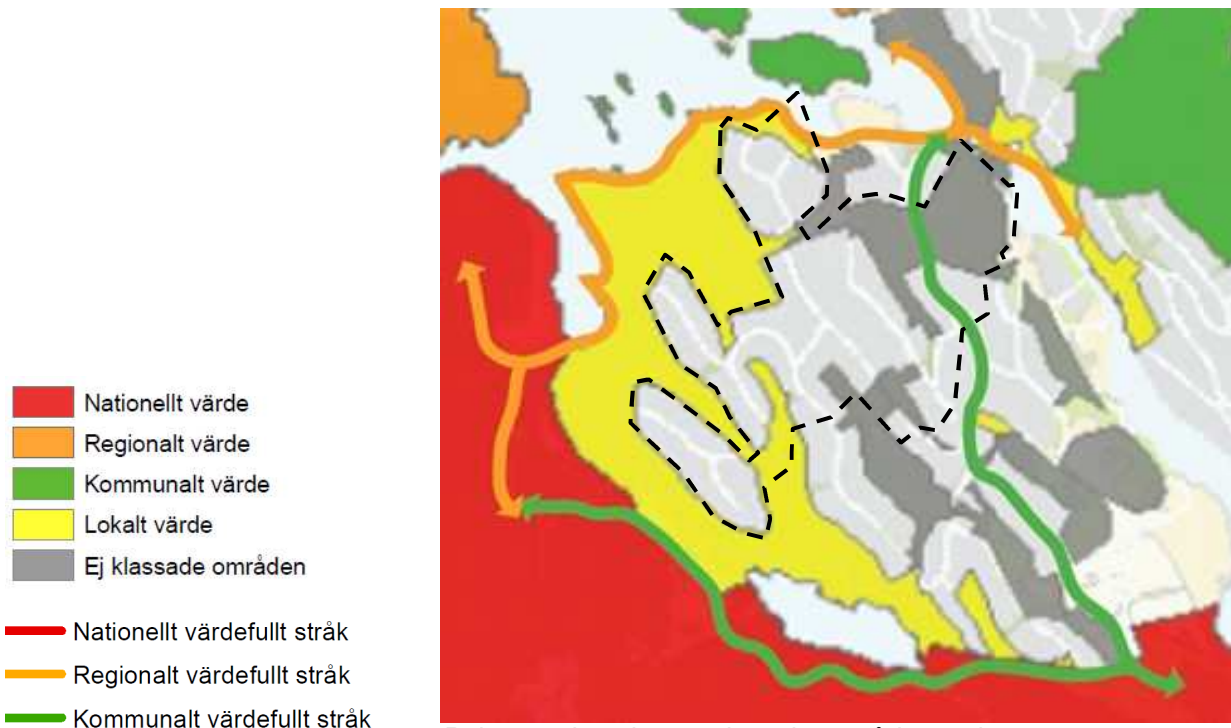 Nationellt värde
Regionalt värde
Kommunalt värde
Lokalt värde
Ej klassade områden
Nationellt värdefullt stråk
Regionalt värdefullt stråk
Kommunalt värdefullt stråk